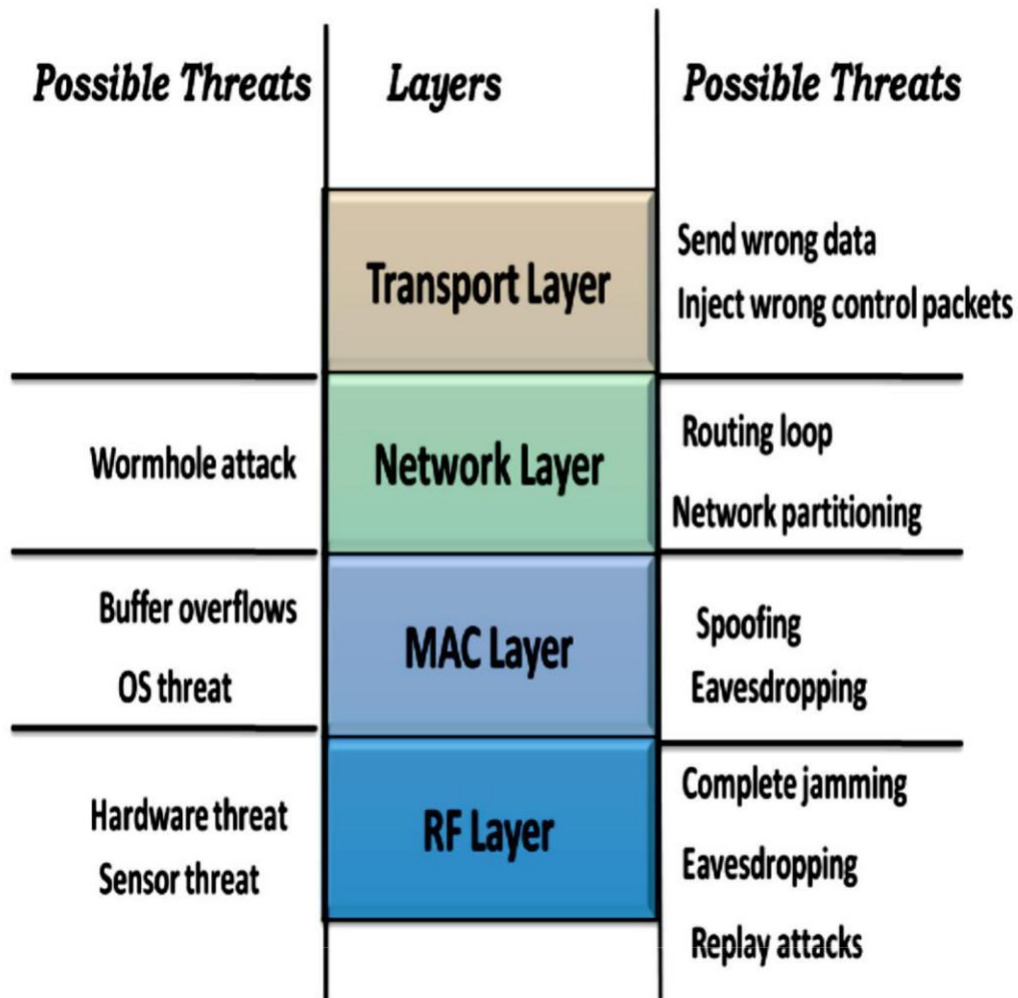 Possible Threats
Layers
Possible Threats
Transport Layer
Send wrong data
Inject wrong control packets
Wormhole attack
Network Layer
Routing loop
Network partitioning
Buffer overflows
OS threat
MAC Layer
Spoofing
Eavesdropping
Hardware threat
Sensor threat
RF Layer
Complete jamming
Eavesdropping
Replay attacks